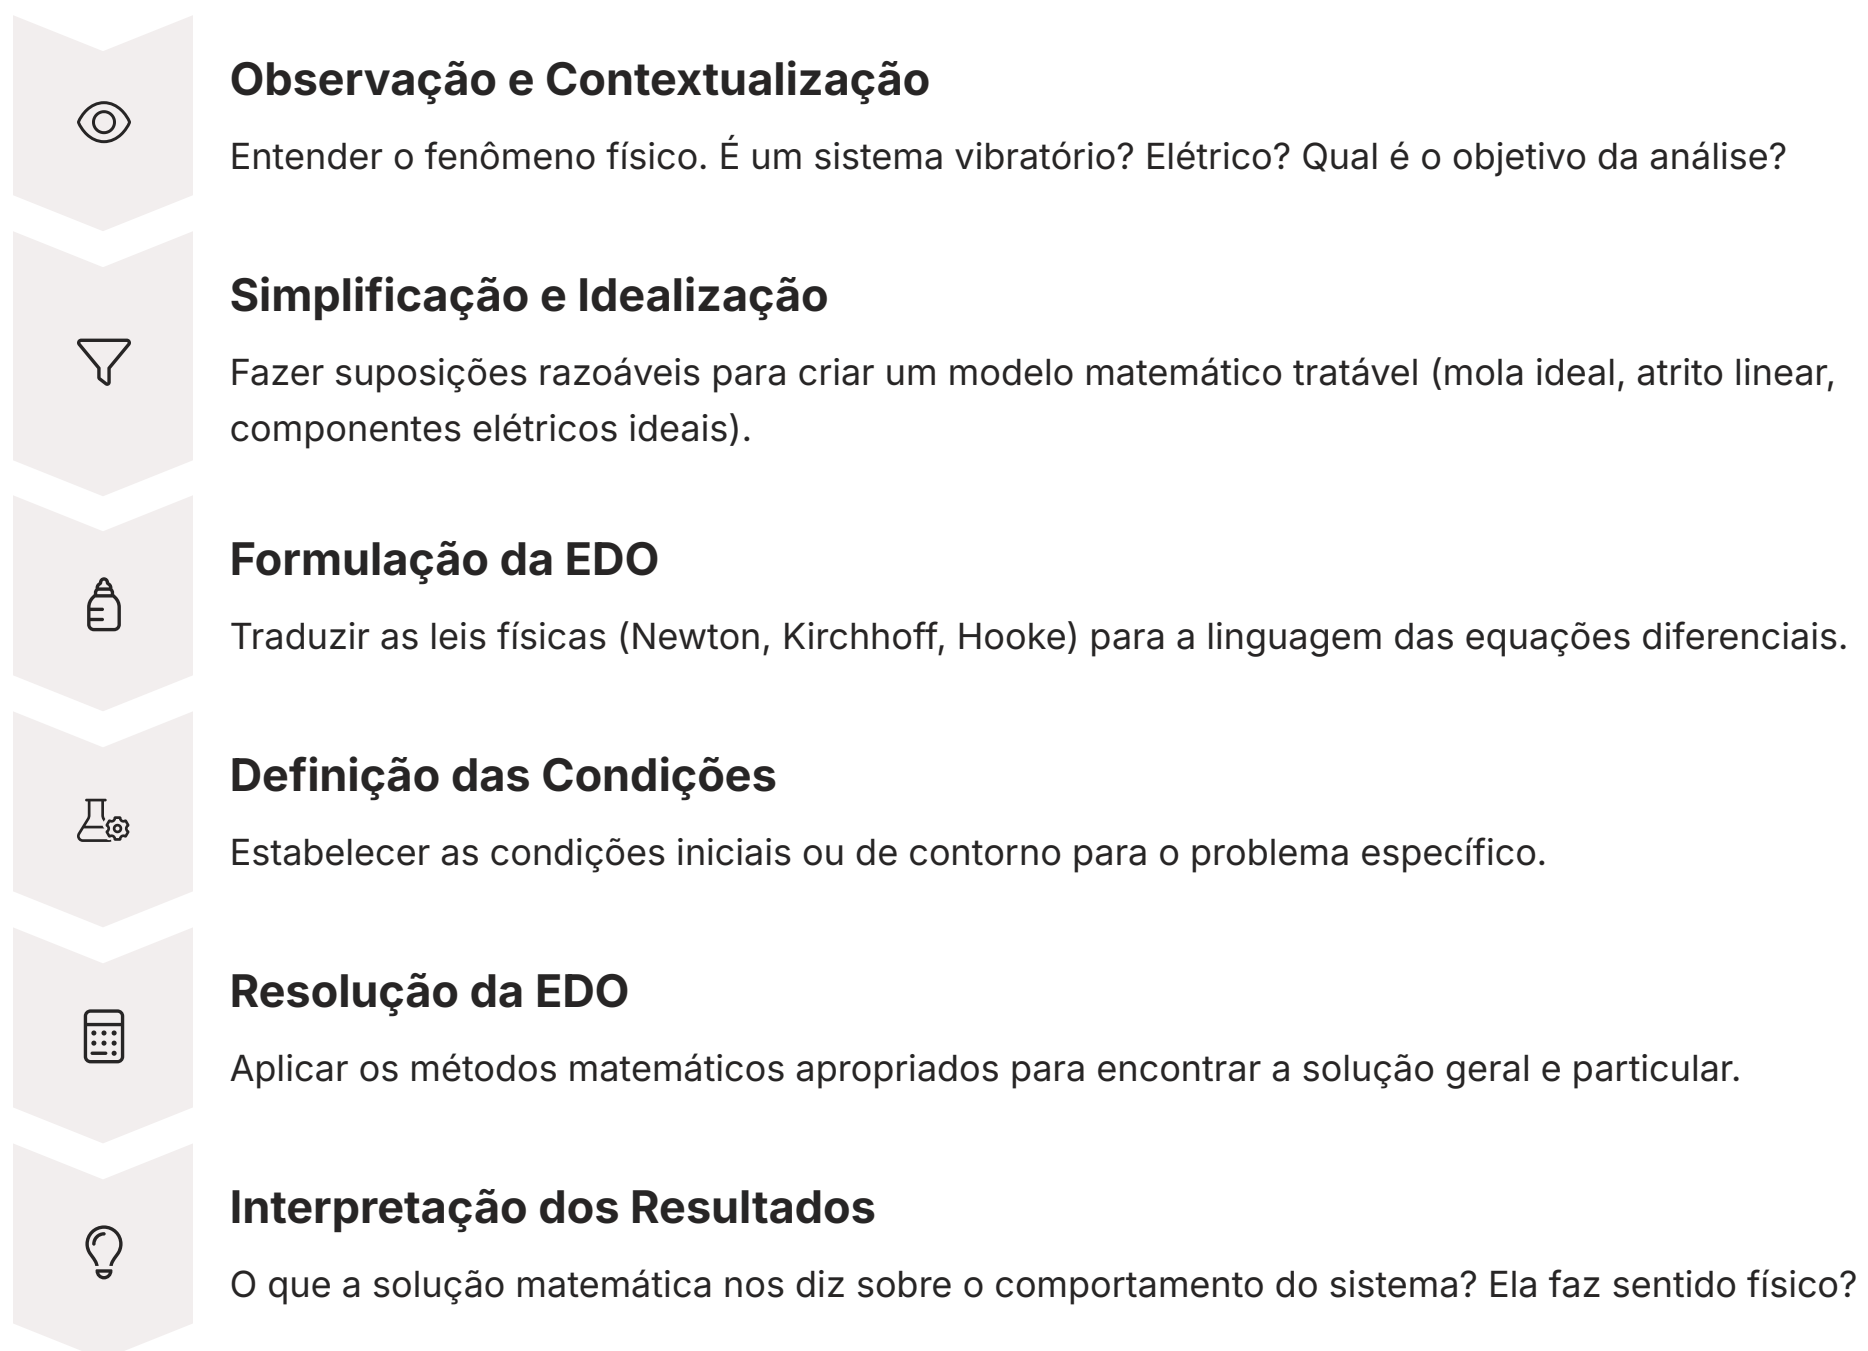 Observação e Contextualização
Entender o fenômeno físico. É um sistema vibratório? Elétrico? Qual é o objetivo da análise?
Simplificação e Idealização
Fazer suposições razoáveis para criar um modelo matemático tratável (mola ideal, atrito linear,
componentes elétricos ideais).
Formulação da EDO
Traduzir as leis físicas (Newton, Kirchhoff, Hooke) para a linguagem das equações diferenciais.
Definição das Condições
Estabelecer as condições iniciais ou de contorno para o problema específico.
Resolução da EDO
Aplicar os métodos matemáticos apropriados para encontrar a solução geral e particular.
Interpretação dos Resultados
O que a solução matemática nos diz sobre o comportamento do sistema? Ela faz sentido físico?